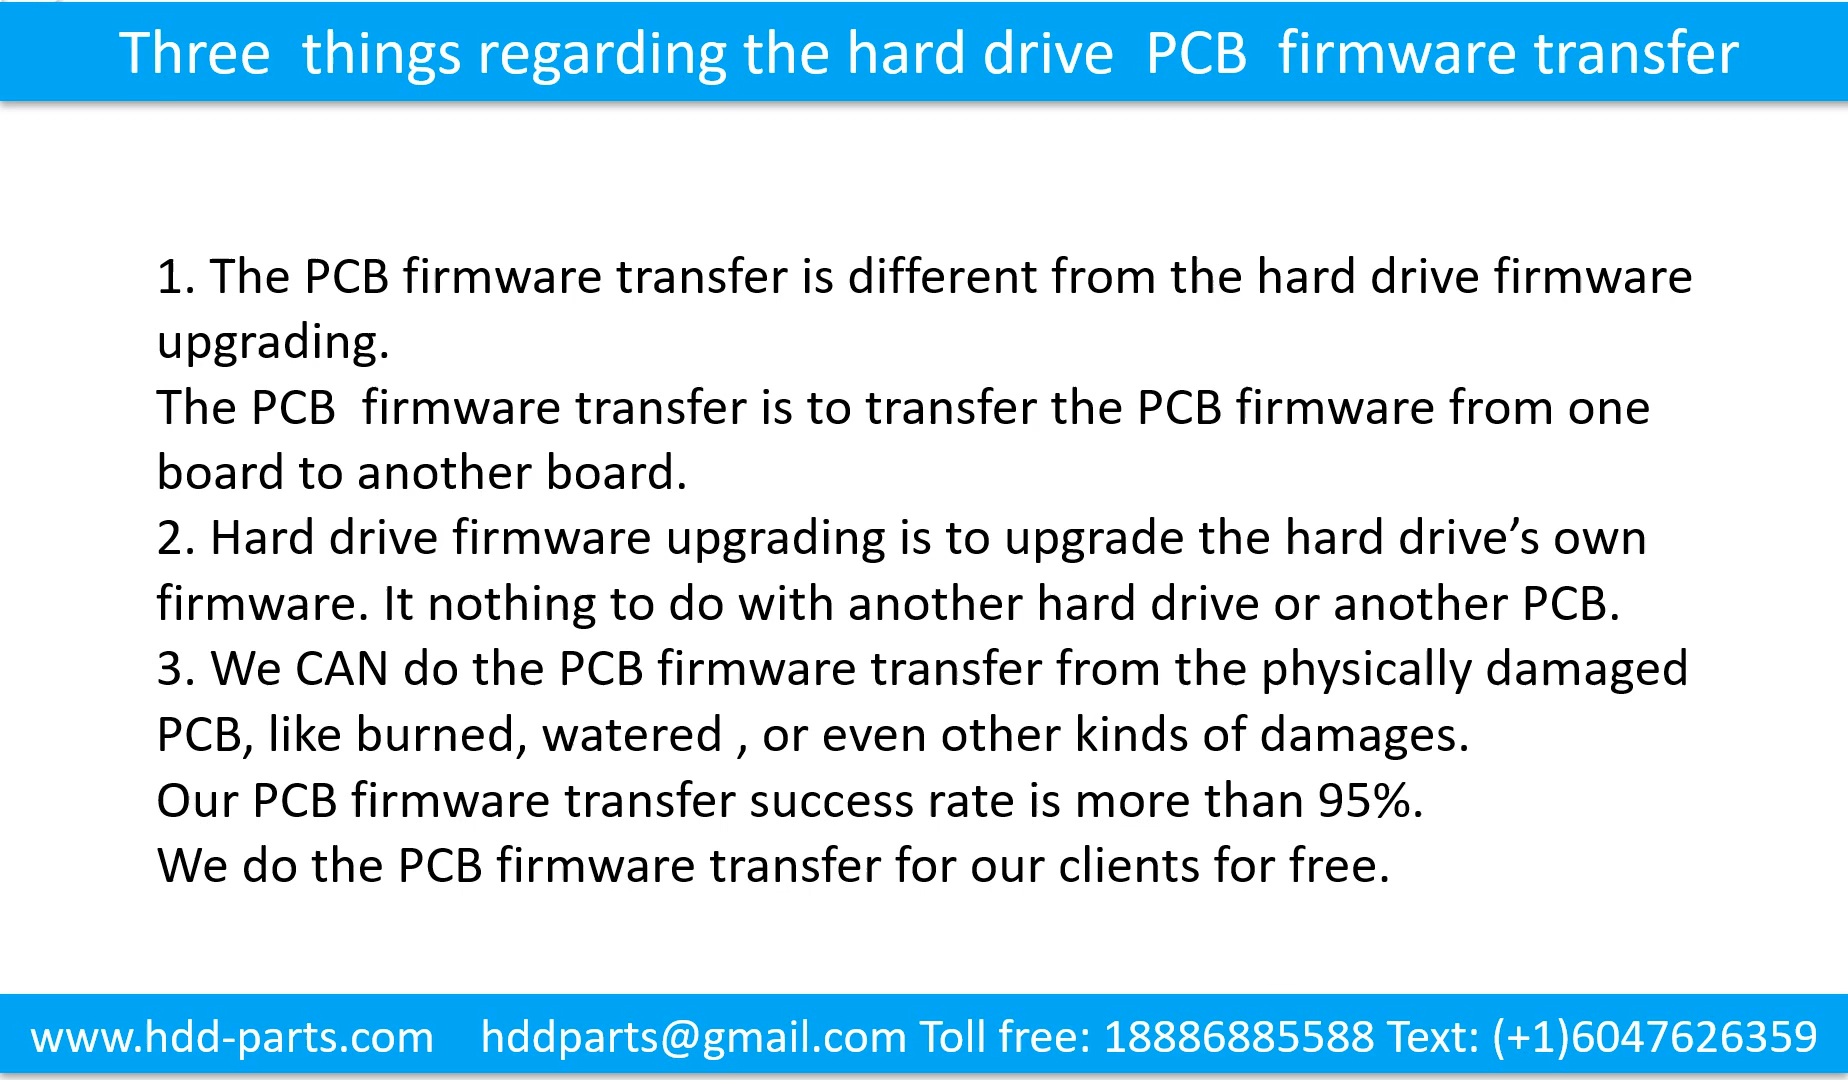 Three  things regarding the hard drive  PCB  firmware transfer
1. The PCB firmware transfer is different from the hard drive firmware
upgrading.
The PCB  firmware transfer is to transfer the PCB firmware from one
board to another board.
2. Hard drive firmware upgrading is to upgrade the hard drive’s own
firmware. It nothing to do with another hard drive or another PCB.
3. We CAN do the PCB firmware transfer from the physically damaged
PCB, like burned, watered , or even other kinds of damages.
Our PCB firmware transfer success rate is more than 95%.
We do the PCB firmware transfer for our clients for free.
www.hdd-parts.com    hddparts@gmail.com Toll free: 18886885588 Text: (+1)6047626359